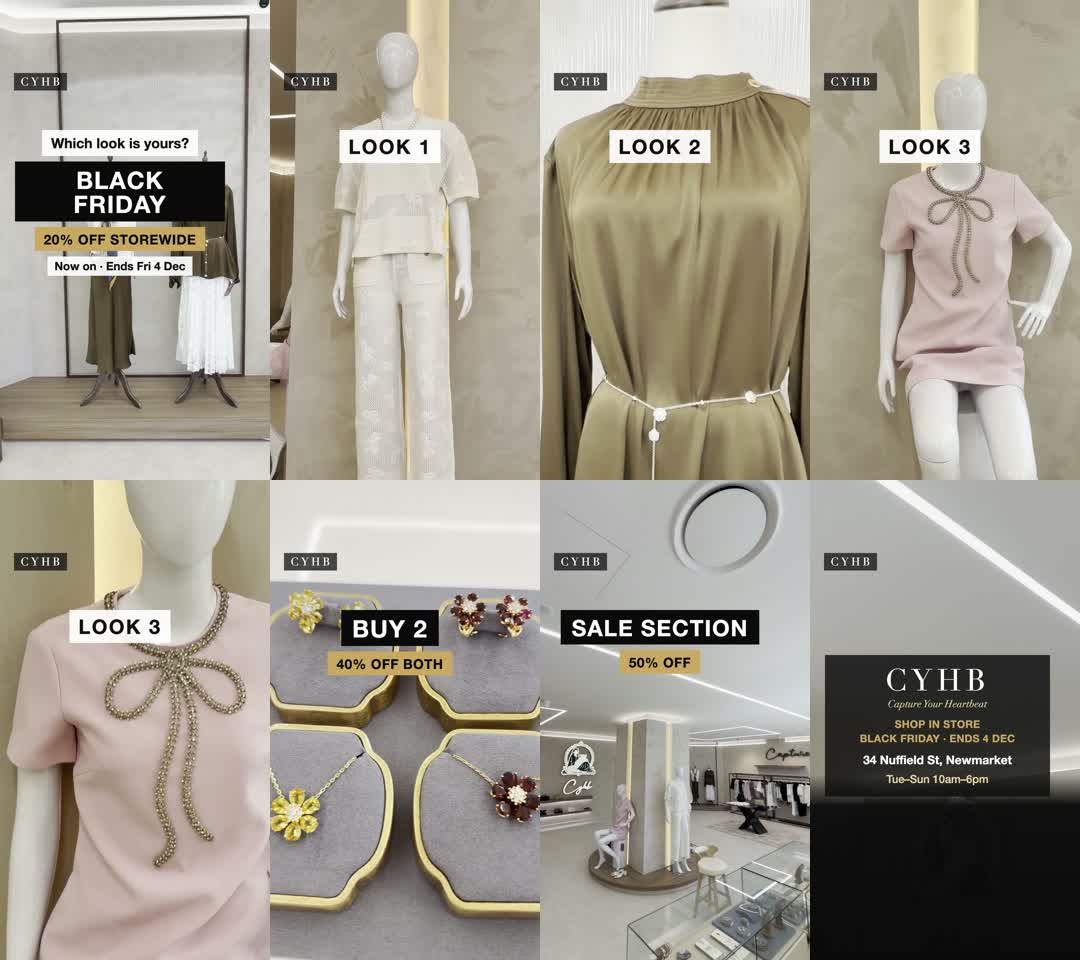 CYHB
Which look is yours?
BLACK
FRIDAY
20% OFF STOREWIDE
Now on · Ends Fri 4 Dec
CYHB
LOOK 1
CYHB
LOOK 2
CYHB
LOOK 3
CYHB
LOOK 3
CYHB
BUY 2
40% OFF BOTH
CYHB
SALE SECTION
50% OFF
Cyhb
Capture
CYHB
CYHB
Capture Your Heartbeat
SHOP IN STORE
BLACK FRIDAY · ENDS 4 DEC
34 Nuffield St, Newmarket
Tue–Sun 10am–6pm